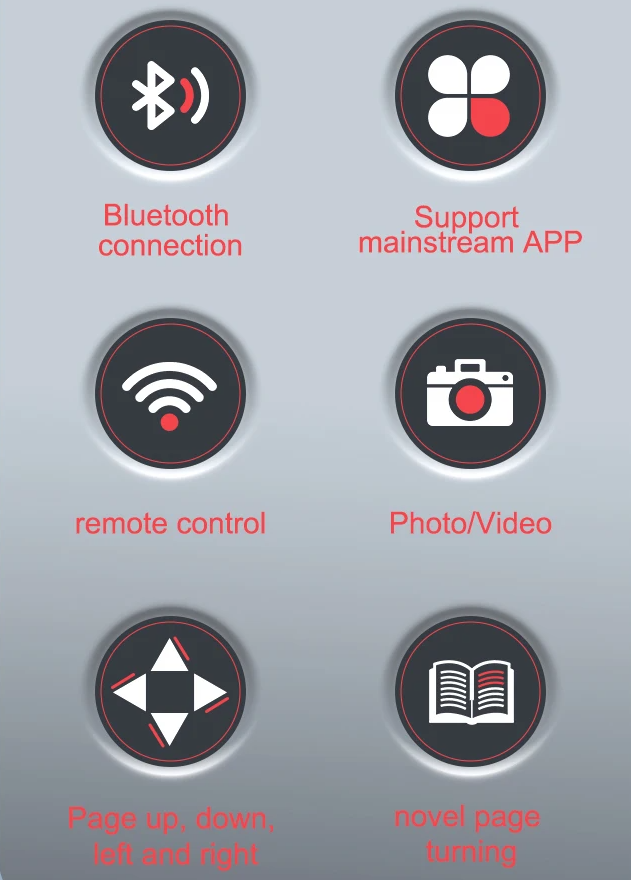 Bluetooth
connection
Support
mainstream APP
remote control
Photo/Video
Page up, down,
left and right
novel page
turning